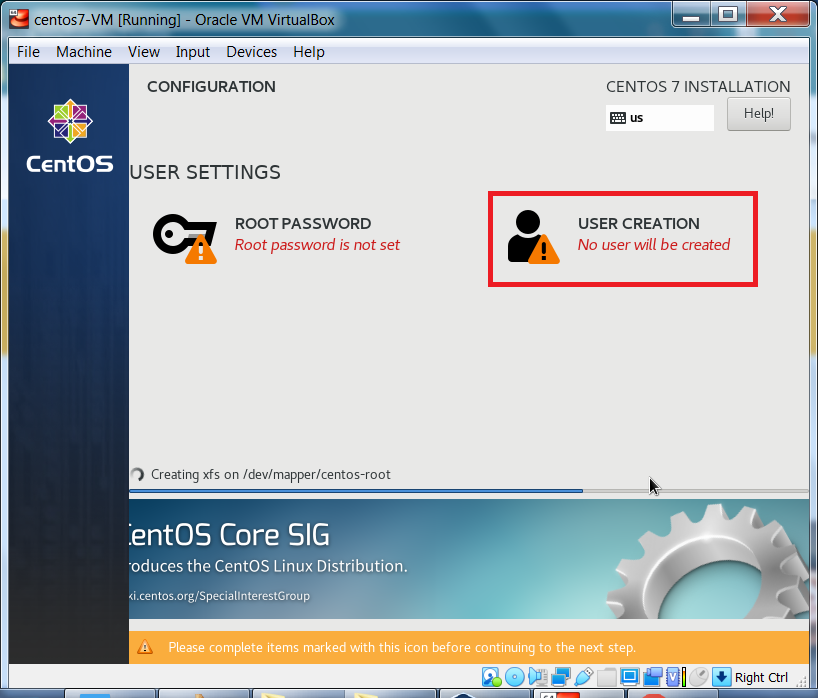 centos7-VM [Running] - Oracle VM VirtualBox
File Machine View Input Devices Help
CONFIGURATION
CENTOS 7 INSTALLATION
us
Help!
CentOS
USER SETTINGS
ROOT PASSWORD
Root password is not set
USER CREATION
No user will be created
Creating xfs on /dev/mapper/centos-root
CentOS Core SIG
roduces the CentOS Linux Distribution.
ki.centos.org/SpecialInterestGroup
Please complete items marked with this icon before continuing to the next step.
Right Ctrl